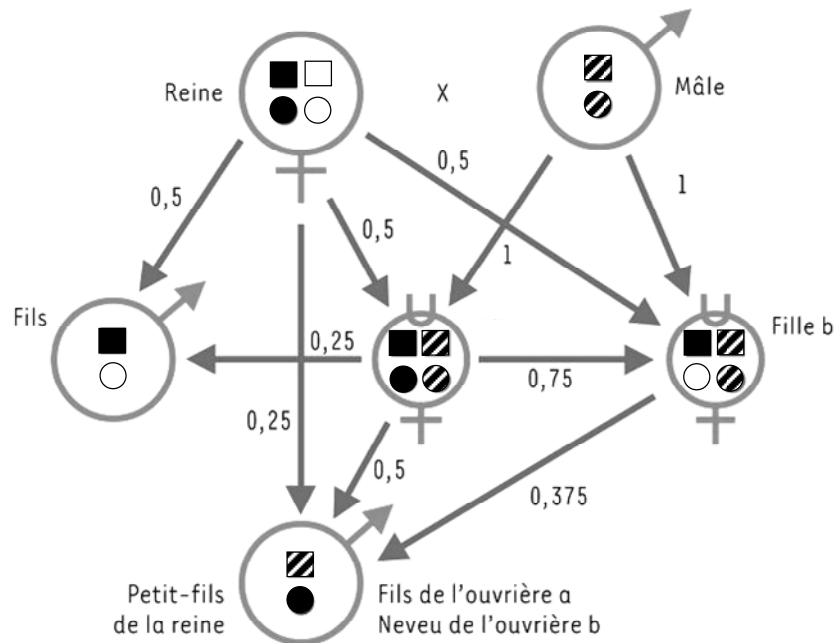 Reine
X
Mâle
0,5
0,5
1
0,5
1
Fils
Fille b
0,25
0,75
0,25
0,5
0,375
Petit-fils
de la reine
Fils de l'ouvrière a
Neveu de l'ouvrière b